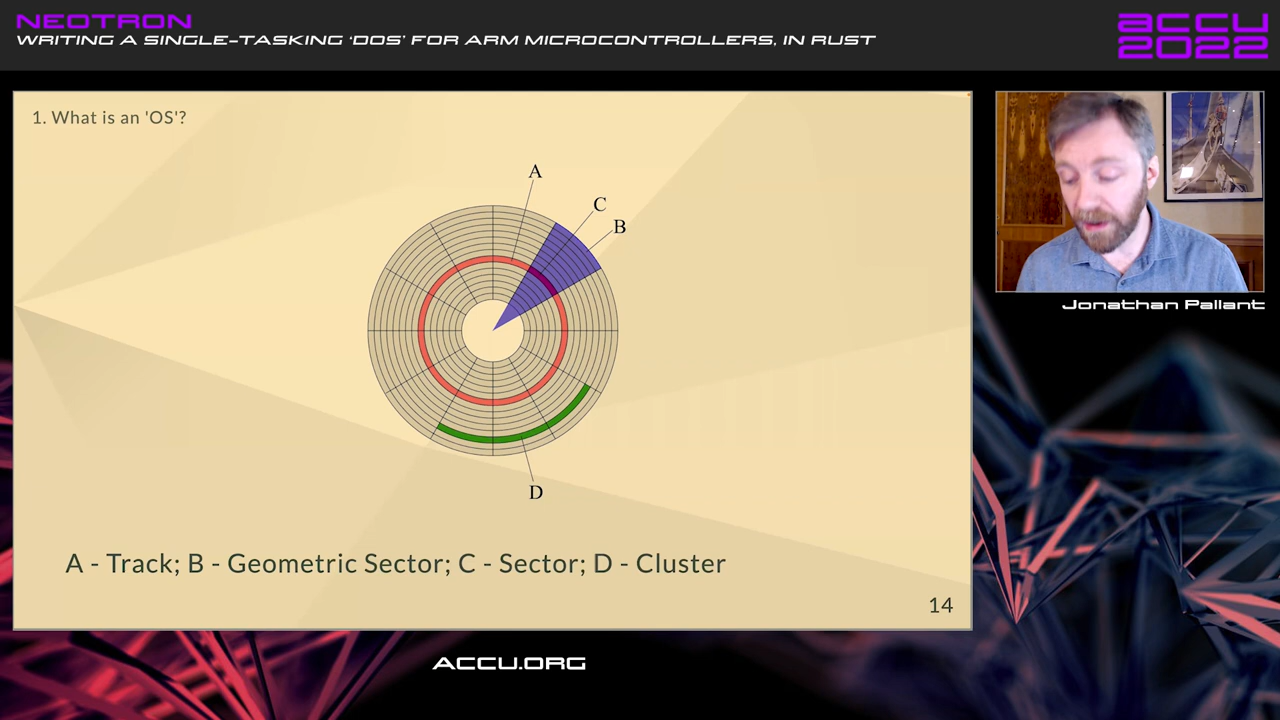 NEOTRON
WRITING A SINGLE-TASKING 'DOS' FOR ARM MICROCONTROLLERS, IN RUST
ACCU
2022
1. What is an 'OS'?
A
C
B
D
A - Track; B - Geometric Sector; C - Sector; D - Cluster
14
Jonathan Pallant
ACCU.ORG